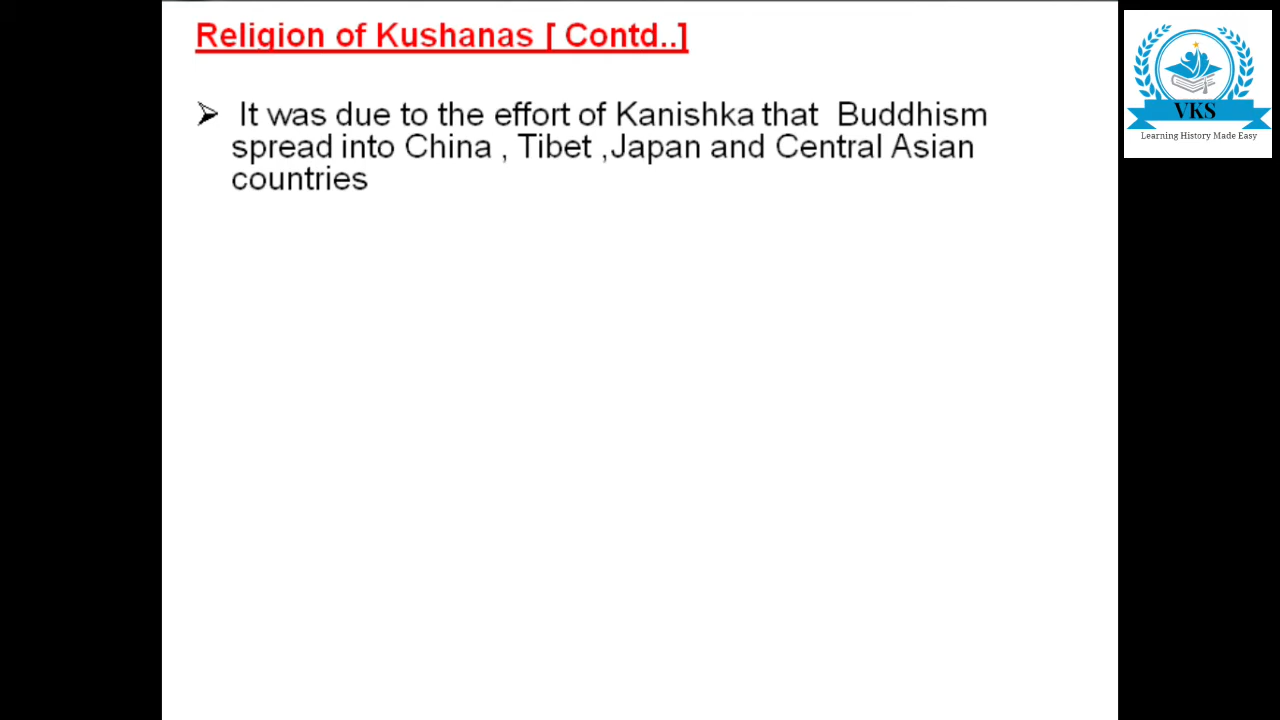 Religion of Kushanas [ Contd..]
➢ It was due to the effort of Kanishka that Buddhism
spread into China , Tibet ,Japan and Central Asian
countries
VKS
Learning History Made Easy